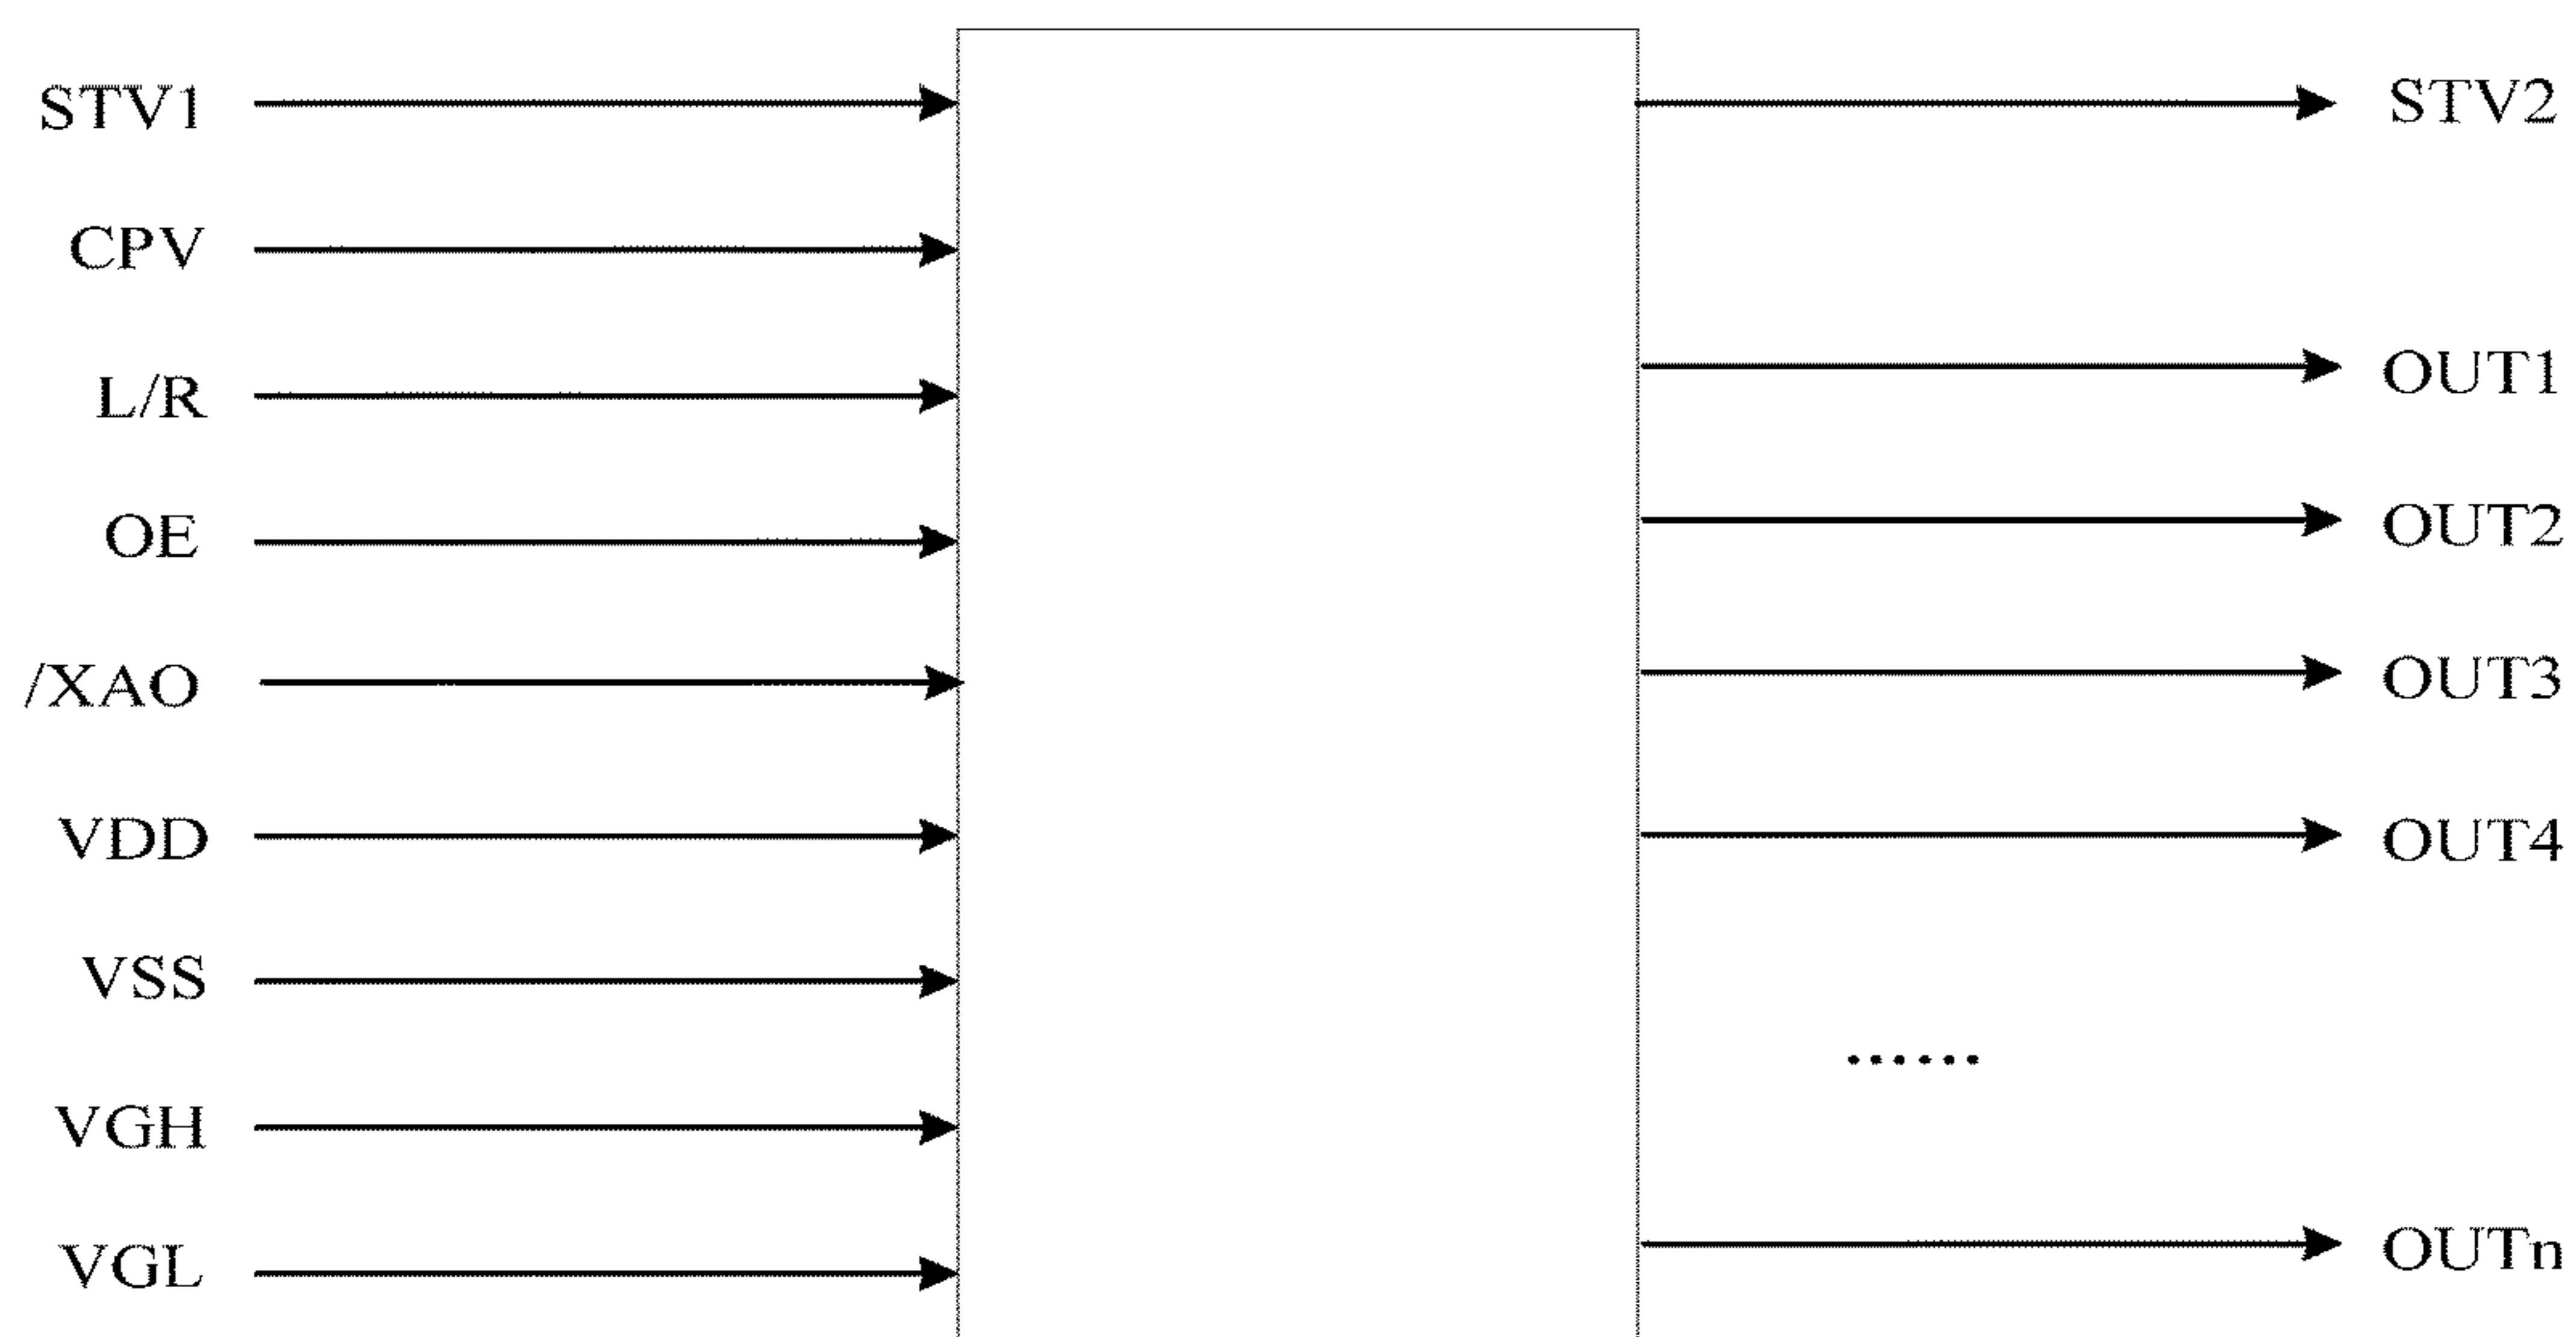 STV1
CPV
L/R
OE
/XAO
VDD
VSS
VGH
VGL
STV2
OUT1
OUT2
OUT3
OUT4
......
OUTn